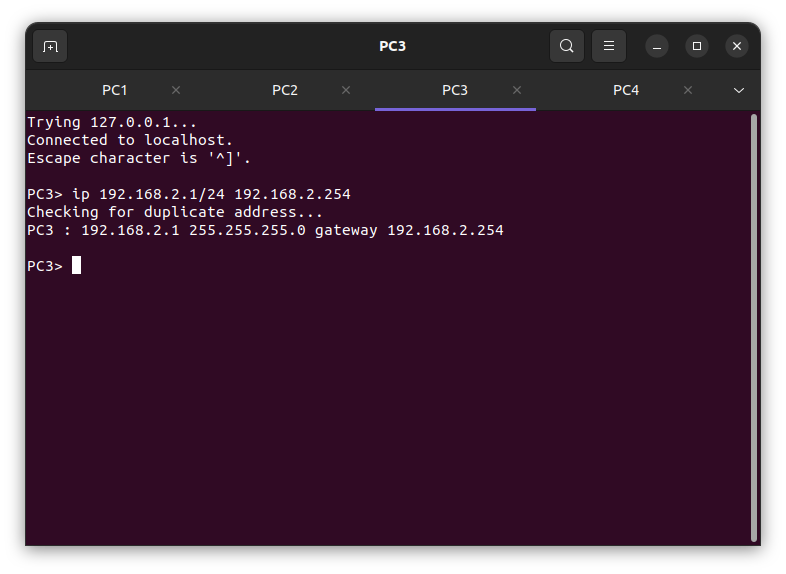 PC3
PC1
PC2
PC3
PC4
Trying 127.0.0.1...
Connected to localhost.
Escape character is '^]'.
PC3> ip 192.168.2.1/24 192.168.2.254
Checking for duplicate address...
PC3 : 192.168.2.1 255.255.255.0 gateway 192.168.2.254
PC3>